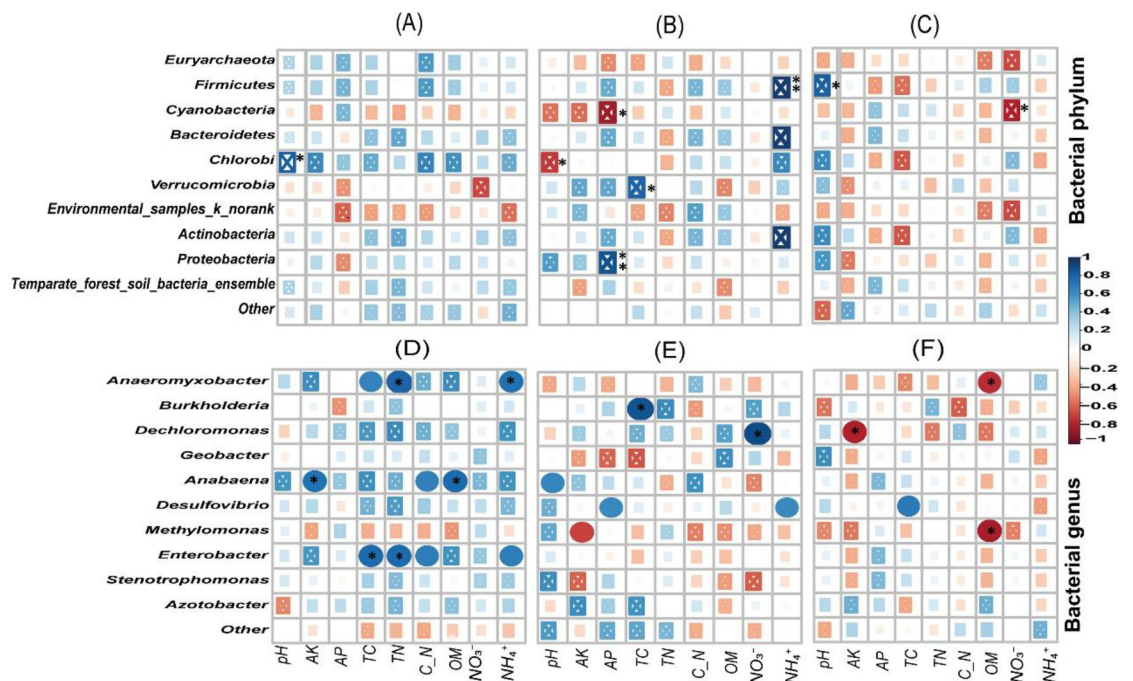 (A) (B) (C)
Euryarchaeota
Firmicutes
Cyanobacteria
Bacteroidetes
Chlorobi
Verrucomicrobia
Environmental_samples_k_norank
Actinobacteria
Proteobacteria
Temparate_forest_soil_bacteria_ensemble
Other
Bacterial phylum
1
0.8
0.6
0.4
0.2
0
−0.2
−0.4
−0.6
−0.8
−1
(D) (E) (F)
Anaeromyxobacter
Burkholderia
Dechloromonas
Geobacter
Anabaena
Desulfovibrio
Methylomonas
Enterobacter
Stenotrophomonas
Azotobacter
Other
Bacterial genus
pH AK AP TC TN C_N OM NO₃⁻ NH₄⁺ pH AK AP TC TN C_N OM NO₃⁻ NH₄⁺ pH AK AP TC TN C_N OM NO₃⁻ NH₄⁺